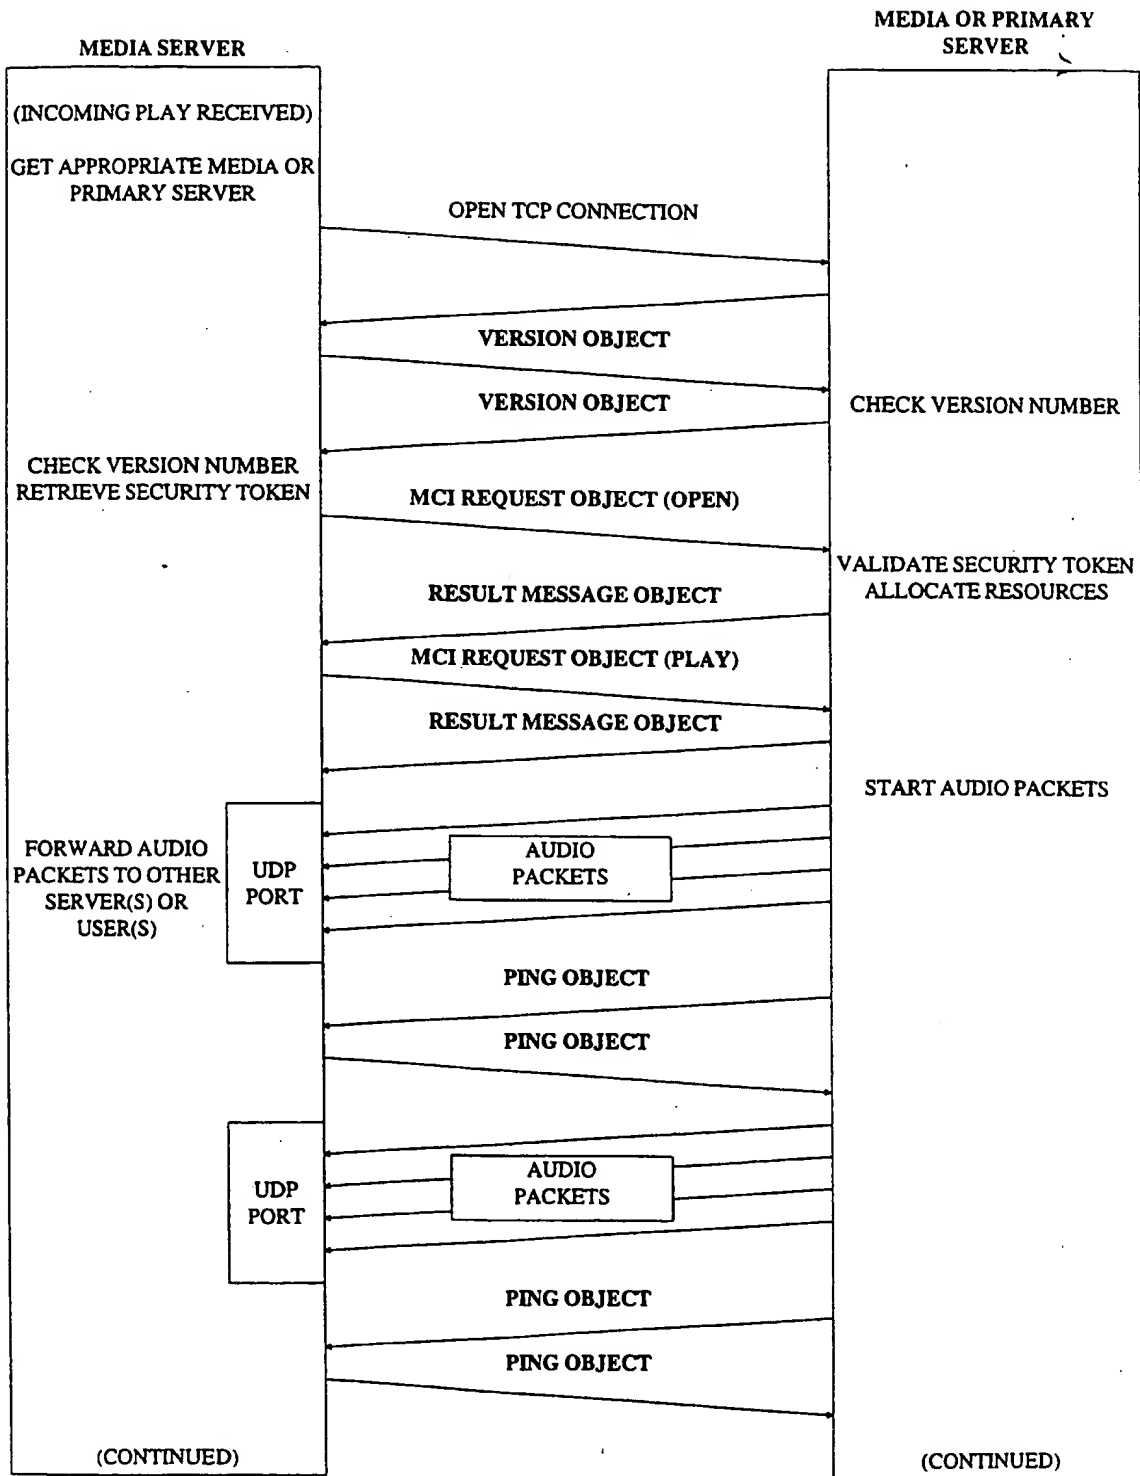 MEDIA SERVER
MEDIA OR PRIMARY
SERVER
(INCOMING PLAY RECEIVED)
GET APPROPRIATE MEDIA OR
PRIMARY SERVER
OPEN TCP CONNECTION
VERSION OBJECT
VERSION OBJECT
CHECK VERSION NUMBER
CHECK VERSION NUMBER
RETRIEVE SECURITY TOKEN
MCI REQUEST OBJECT (OPEN)
VALIDATE SECURITY TOKEN
ALLOCATE RESOURCES
RESULT MESSAGE OBJECT
MCI REQUEST OBJECT (PLAY)
RESULT MESSAGE OBJECT
START AUDIO PACKETS
FORWARD AUDIO
PACKETS TO OTHER
SERVER(S) OR
USER(S)
UDP
PORT
AUDIO
PACKETS
PING OBJECT
PING OBJECT
UDP
PORT
AUDIO
PACKETS
PING OBJECT
PING OBJECT
(CONTINUED)
(CONTINUED)